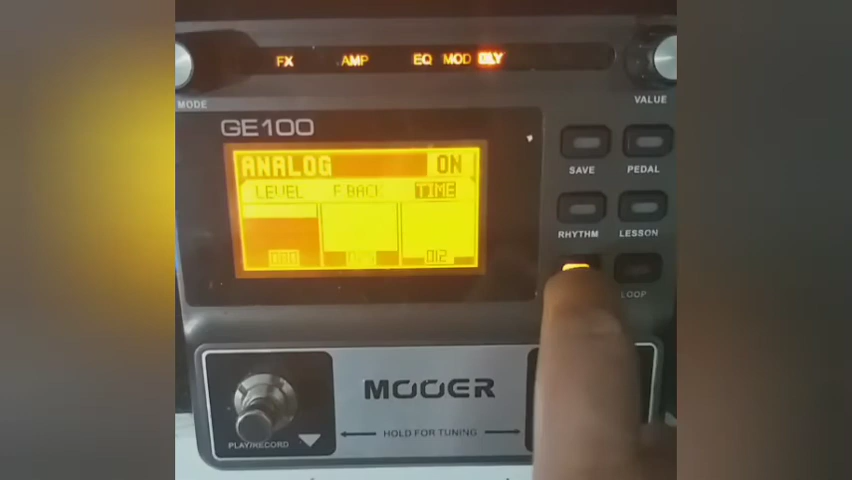 FX AMP EQ MOD DLY
MODE
VALUE
GE100
ANALOG ON
LEVEL F.BACK TIME
012
SAVE PEDAL
RHYTHM LESSON
LOOP
MOOER
PLAY/RECORD
HOLD FOR TUNING